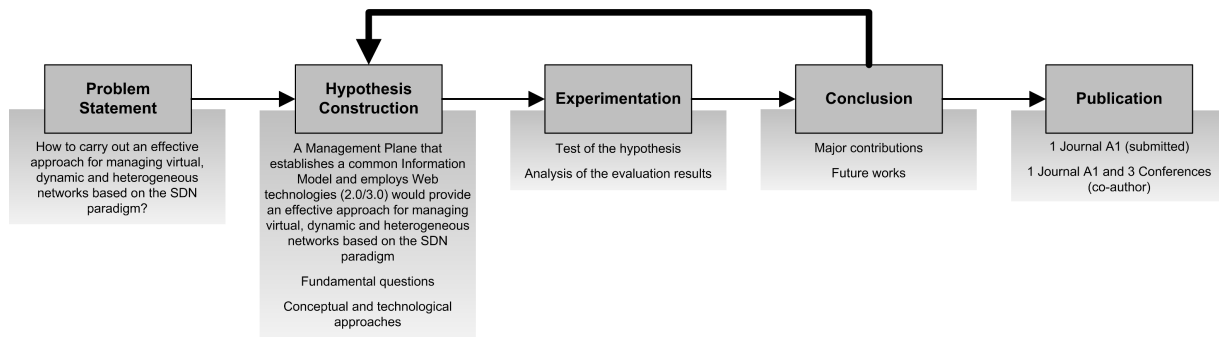 Problem
Statement
How to carry out an effective
approach for managing virtual,
dynamic and heterogeneous
networks based on the SDN
paradigm?
Hypothesis
Construction
A Management Plane that
establishes a common Information
Model and employs Web
technologies (2.0/3.0) would provide
an effective approach for managing
virtual, dynamic and heterogeneous
networks based on the SDN
paradigm
Fundamental questions
Conceptual and technological
approaches
Experimentation
Test of the hypothesis
Analysis of the evaluation results
Conclusion
Major contributions
Future works
Publication
1 Journal A1 (submitted)
1 Journal A1 and 3 Conferences
(co-author)